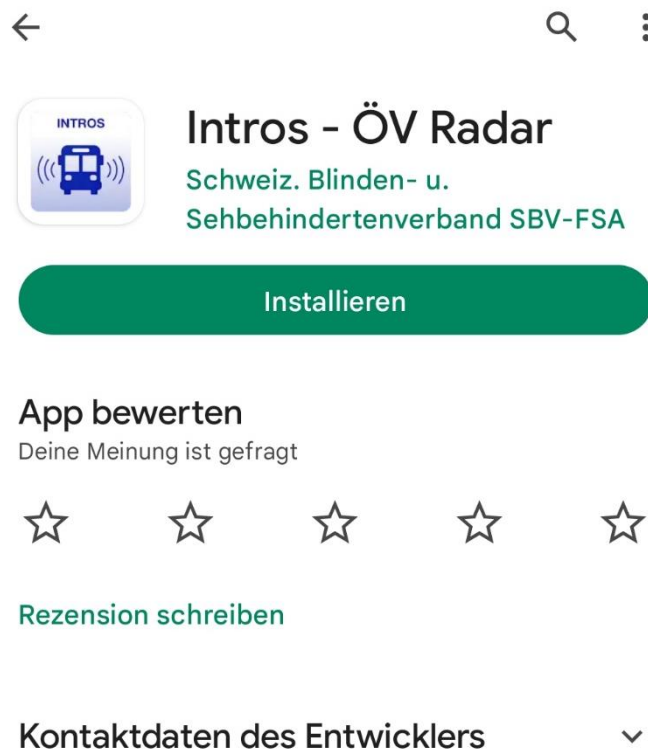 INTROS
Intros - ÖV Radar
Schweiz. Blinden- u.
Sehbehindertenverband SBV-FSA
Installieren
App bewerten
Deine Meinung ist gefragt
Rezension schreiben
Kontaktdaten des Entwicklers